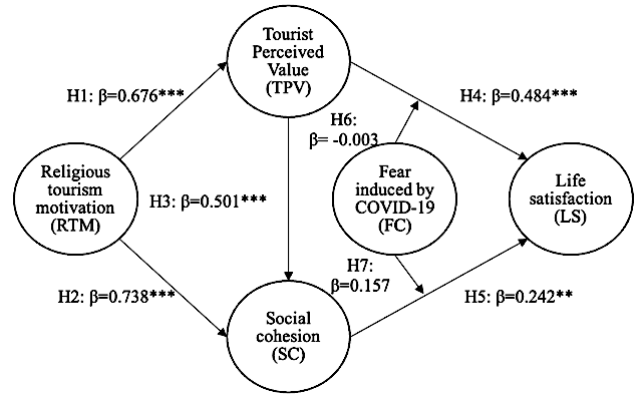 Tourist
Perceived
Value
(TPV)
H1: β=0.676***
H4: β=0.484***
H6:
β= -0.003
Religious
tourism
motivation
(RTM)
H3: β=0.501***
Fear
induced by
COVID-19
(FC)
Life
satisfaction
(LS)
H7:
β=0.157
H2: β=0.738***
H5: β=0.242**
Social
cohesion
(SC)